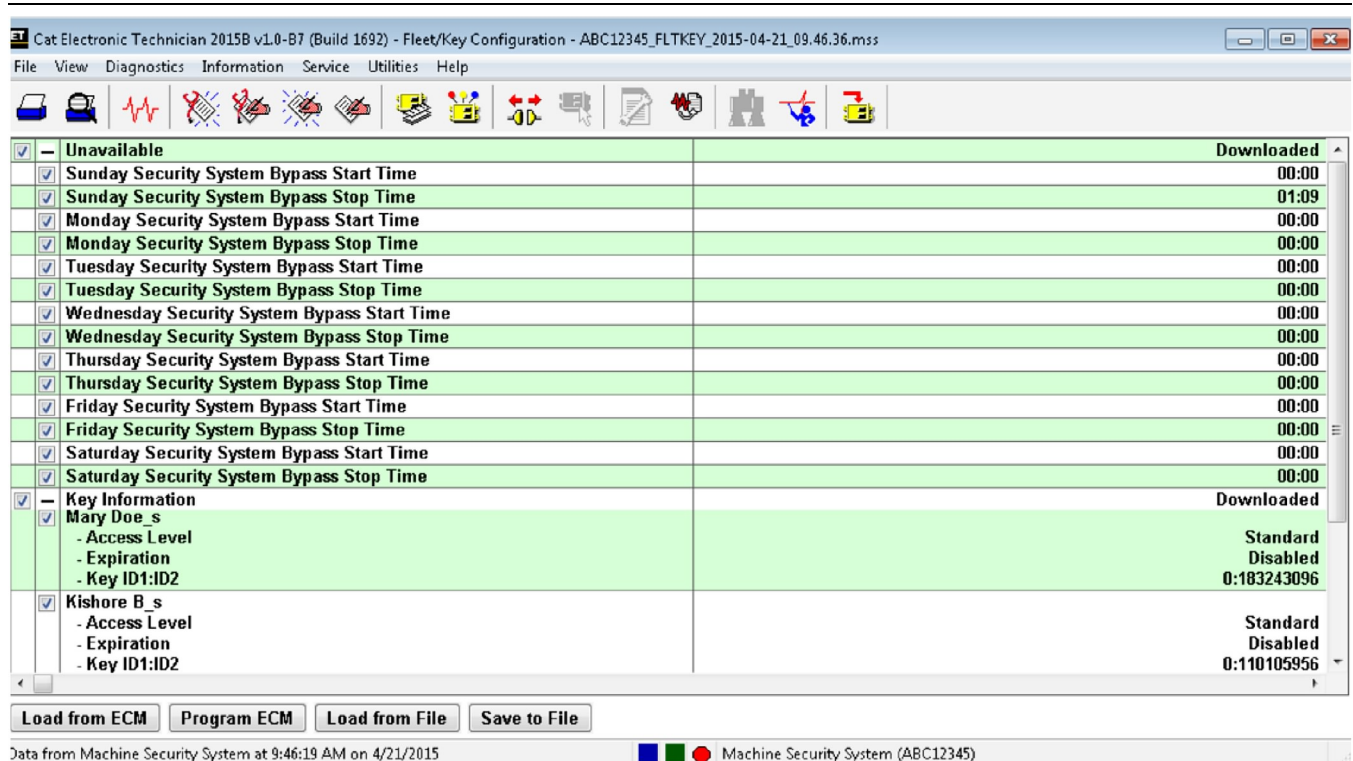 ET Cat Electronic Technician 2015B v1.0-B7 (Build 1692) - Fleet/Key Configuration - ABC12345_FLTKEY_2015-04-21_09.46.36.mss
File View Diagnostics Information Service Utilities Help
Unavailable Downloaded
Sunday Security System Bypass Start Time 00:00
Sunday Security System Bypass Stop Time 01:09
Monday Security System Bypass Start Time 00:00
Monday Security System Bypass Stop Time 00:00
Tuesday Security System Bypass Start Time 00:00
Tuesday Security System Bypass Stop Time 00:00
Wednesday Security System Bypass Start Time 00:00
Wednesday Security System Bypass Stop Time 00:00
Thursday Security System Bypass Start Time 00:00
Thursday Security System Bypass Stop Time 00:00
Friday Security System Bypass Start Time 00:00
Friday Security System Bypass Stop Time 00:00
Saturday Security System Bypass Start Time 00:00
Saturday Security System Bypass Stop Time 00:00
Key Information Downloaded
Mary Doe_s
- Access Level Standard
- Expiration Disabled
- Key ID1:ID2 0:183243096
Kishore B_s
- Access Level Standard
- Expiration Disabled
- Key ID1:ID2 0:110105956
Load from ECM Program ECM Load from File Save to File
Data from Machine Security System at 9:46:19 AM on 4/21/2015 Machine Security System (ABC12345)